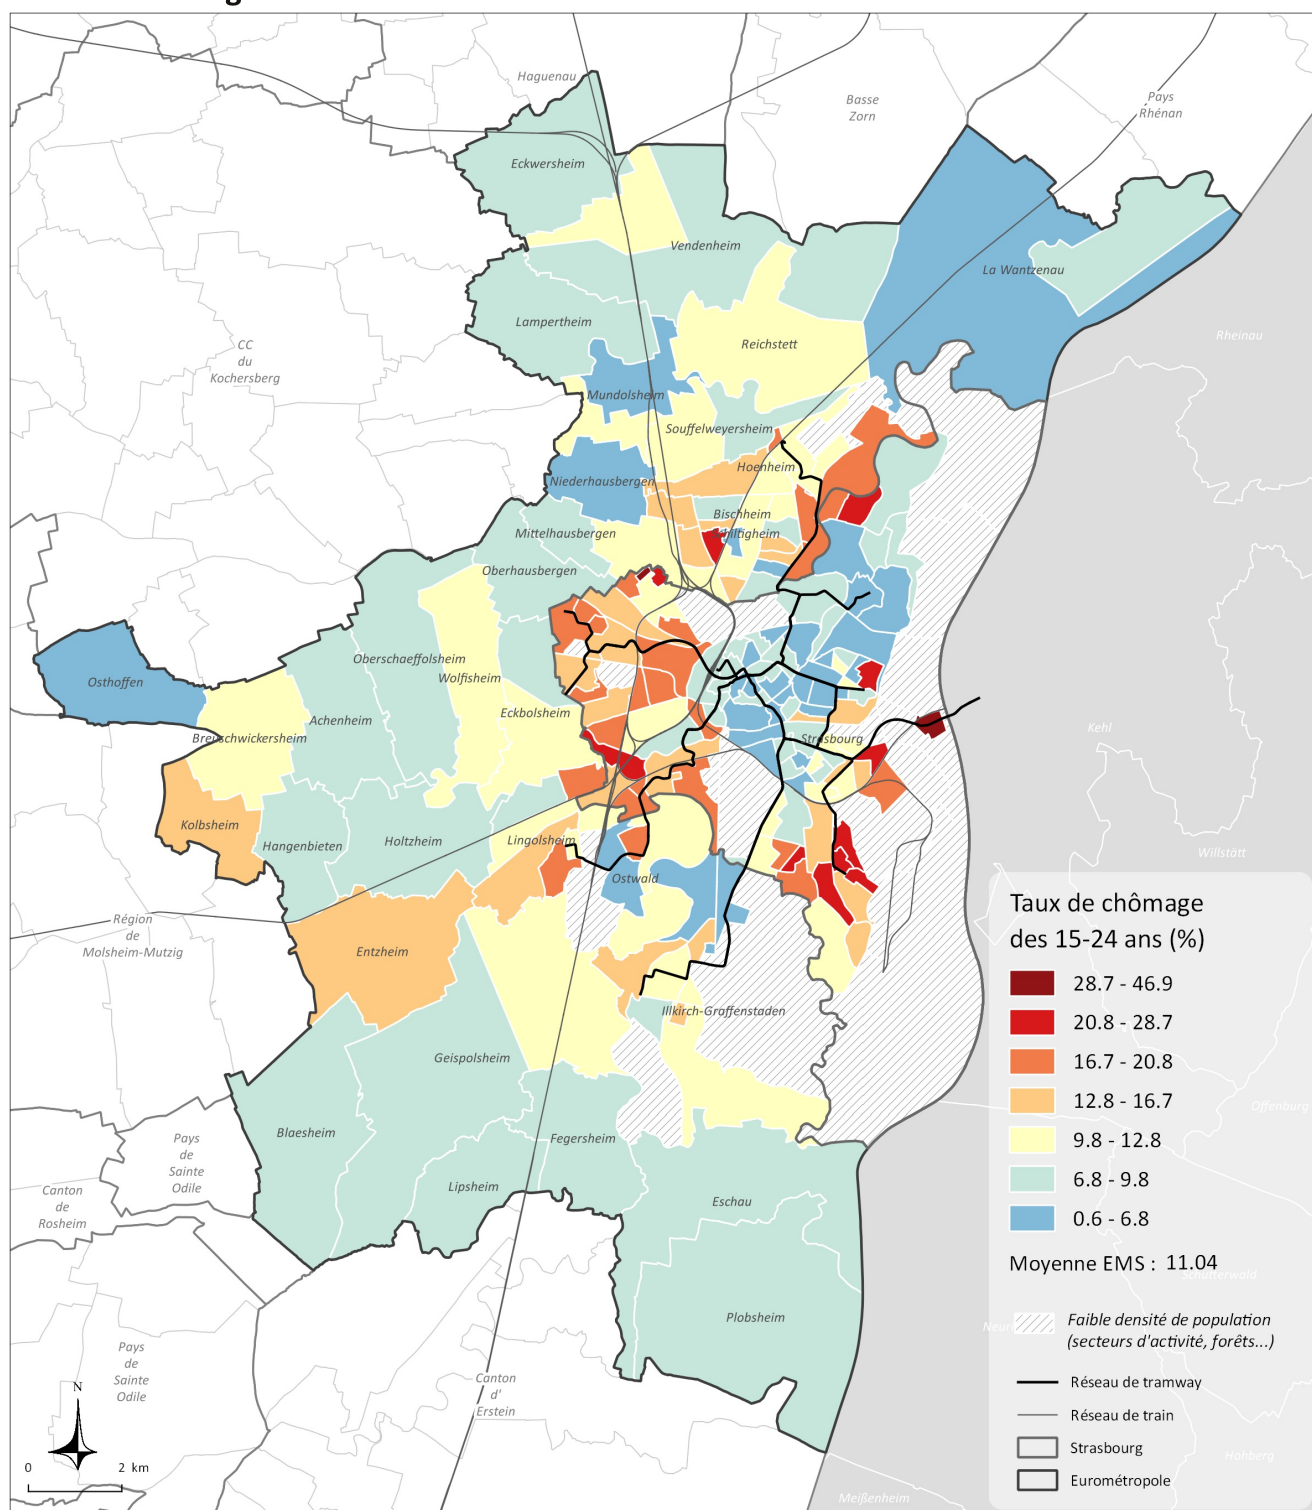 Haguenau
Basse
Zorn
Pays
Rhénan
Eckwersheim
Vendenheim
La Wantzenau
Lampertheim
Rheinau
Reichstett
CC
du
Kochersberg
Mundolsheim
Souffelweyersheim
Hoenheim
Niederhausbergen
Bischheim
Mittelhausbergen
Oberhausbergen
Oberschaeffolsheim
Wolfisheim
Osthoffen
Eckbolsheim
Achenheim
Breuschwickersheim
Strasbourg
Kehl
Kolbsheim
Hangenbieten
Holtzheim
Lingolsheim
Willstätt
Ostwald
Région
de
Molsheim-Mutzig
Entzheim
Illkirch-Graffenstaden
Geispolsheim
Blaesheim
Fegersheim
Offenburg
Pays
de
Sainte
Odile
Canton
de
Rosheim
Lipsheim
Eschau
Plobsheim
Pays
de
Sainte
Odile
Canton
d'
Erstein
Meißenheim
N
0 2 km
Taux de chômage
des 15-24 ans (%)
28.7 - 46.9
20.8 - 28.7
16.7 - 20.8
12.8 - 16.7
9.8 - 12.8
6.8 - 9.8
0.6 - 6.8
Moyenne EMS : 11.04
Schutterwald
Faible densité de population
(secteurs d'activité, forêts...)
Réseau de tramway
Réseau de train
Strasbourg
Hohberg
Eurométropole